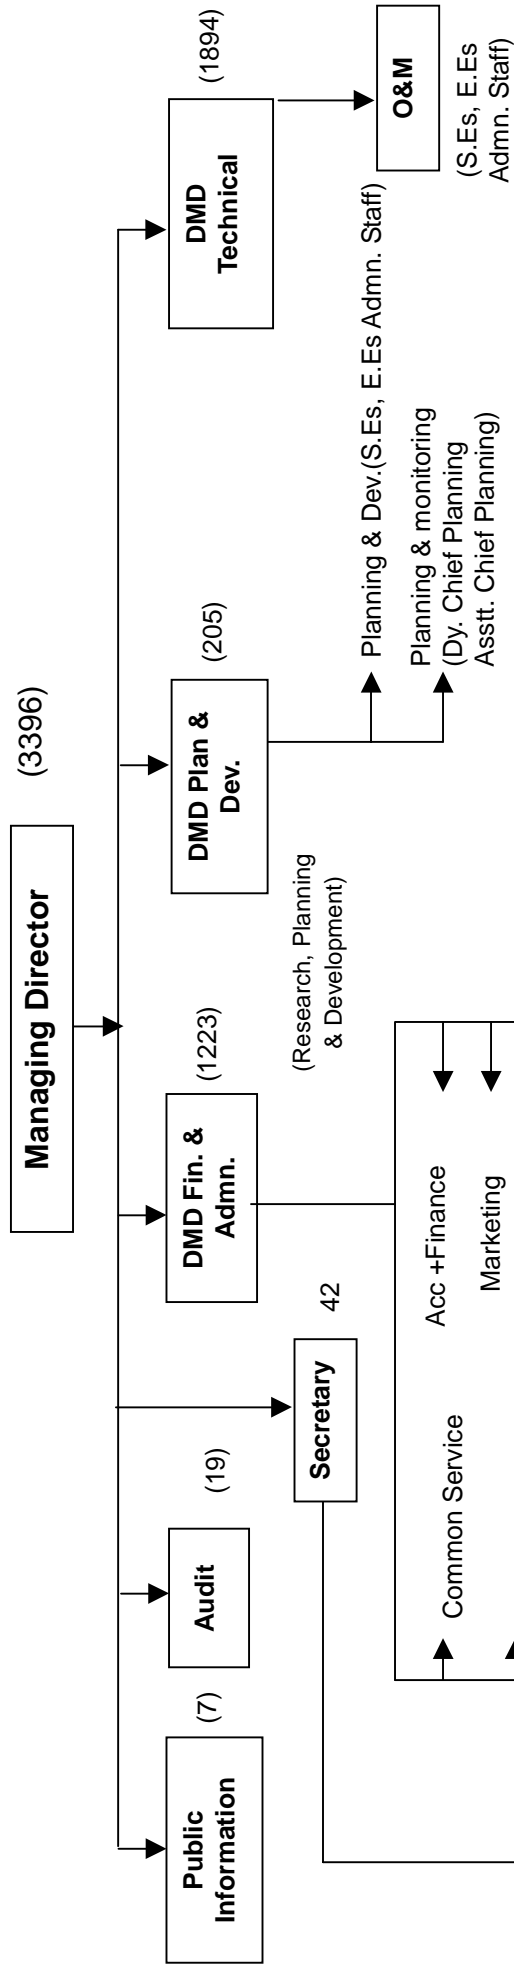 Managing Director
(3396)
Public
Information
(7)
Audit
(19)
Secretary
42
DMD Fin. &
Admn.
(1223)
DMD Plan &
Dev.
(205)
DMD
Technical
(1894)
(Research, Planning
& Development)
Planning & Dev.(S.Es, E.Es Admn. Staff)
Planning & monitoring
(Dy. Chief Planning
Asstt. Chief Planning)
O&M
(S.Es, E.Es
Admn. Staff)
Common Service
Acc +Finance
Marketing